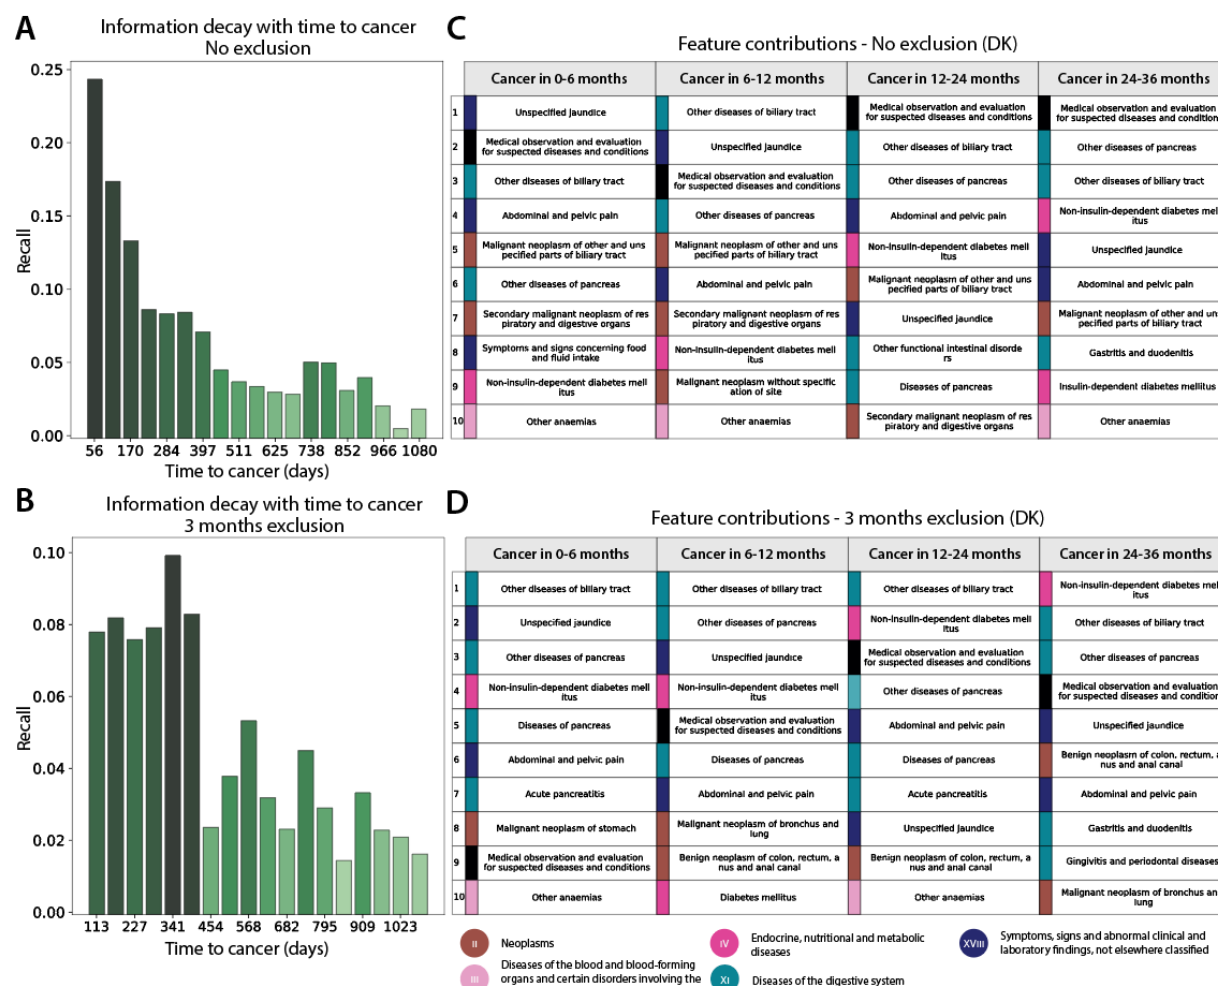 A
Information decay with time to cancer
No exclusion
0.25
0.20
0.15
0.10
0.05
0.00
Recall
56 170 284 397 511 625 738 852 966 1080
Time to cancer (days)
C
Feature contributions - No exclusion (DK)
Cancer in 0-6 months Cancer in 6-12 months Cancer in 12-24 months Cancer in 24-36 months
1 Unspecified jaundice Other diseases of biliary tract Medical observation and evaluation for suspected diseases and conditions Medical observation and evaluation for suspected diseases and condition
2 Medical observation and evaluation for suspected diseases and conditions Unspecified jaundice Other diseases of biliary tract Other diseases of pancreas
3 Other diseases of biliary tract Medical observation and evaluation for suspected diseases and conditions Other diseases of pancreas Other diseases of biliary tract
4 Abdominal and pelvic pain Other diseases of pancreas Abdominal and pelvic pain Non-insulin-dependent diabetes mell itus
5 Malignant neoplasm of other and uns pecified parts of biliary tract Malignant neoplasm of other and uns pecified parts of biliary tract Non-insulin-dependent diabetes mell itus Unspecified jaundice
6 Other diseases of pancreas Abdominal and pelvic pain Malignant neoplasm of other and uns pecified parts of biliary tract Abdominal and pelvic pain
7 Secondary malignant neoplasm of res piratory and digestive organs Secondary malignant neoplasm of res piratory and digestive organs Unspecified jaundice Malignant neoplasm of other and uns pecified parts of biliary tract
8 Symptoms and signs concerning food and fluid intake Non-insulin-dependent diabetes mell itus Other functional intestinal disorde rs Gastritis and duodenitis
9 Non-insulin-dependent diabetes mell itus Malignant neoplasm without specific ation of site Diseases of pancreas Insulin-dependent diabetes mellitus
10 Other anaemias Other anaemias Secondary malignant neoplasm of res piratory and digestive organs Other anaemias
B
Information decay with time to cancer
3 months exclusion
0.10
0.08
0.06
0.04
0.02
0.00
Recall
113 227 341 454 568 682 795 909 1023
Time to cancer (days)
D
Feature contributions - 3 months exclusion (DK)
Cancer in 0-6 months Cancer in 6-12 months Cancer in 12-24 months Cancer in 24-36 months
1 Other diseases of biliary tract Other diseases of biliary tract Other diseases of biliary tract Non-insulin-dependent diabetes mel itus
2 Unspecified jaundice Other diseases of pancreas Non-insulin-dependent diabetes mell itus Other diseases of biliary tract
3 Other diseases of pancreas Unspecified jaundice Medical observation and evaluation for suspected diseases and conditions Other diseases of pancreas
4 Non-insulin-dependent diabetes mell itus Non-insulin-dependent diabetes mell itus Other diseases of pancreas Medical observation and evaluation for suspected diseases and condition
5 Diseases of pancreas Medical observation and evaluation for suspected diseases and conditions Abdominal and pelvic pain Unspecified jaundice
6 Abdominal and pelvic pain Diseases of pancreas Diseases of pancreas Benign neoplasm of colon, rectum, a nus and anal canal
7 Acute pancreatitis Abdominal and pelvic pain Acute pancreatitis Abdominal and pelvic pain
8 Malignant neoplasm of stomach Malignant neoplasm of bronchus and lung Unspecified jaundice Gastritis and duodenitis
9 Medical observation and evaluation for suspected diseases and conditions Benign neoplasm of colon, rectum, a nus and anal canal Benign neoplasm of colon, rectum, a nus and anal canal Gingivitis and periodontal diseases
10 Other anaemias Diabetes mellitus Other anaemias Malignant neoplasm of bronchus an lung
II Neoplasms
III Diseases of the blood and blood-forming
organs and certain disorders involving the
IV Endocrine, nutritional and metabolic
diseases
XI Diseases of the digestive system
XVIII Symptoms, signs and abnormal clinical and
laboratory findings, not elsewhere classified